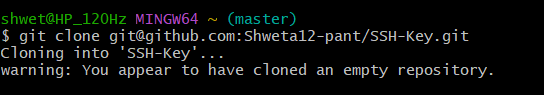 shwet@HP_120Hz MINGW64 ~ (master)
$ git clone git@github.com:Shweta12-pant/SSH-Key.git
Cloning into 'SSH-Key'...
warning: You appear to have cloned an empty repository.